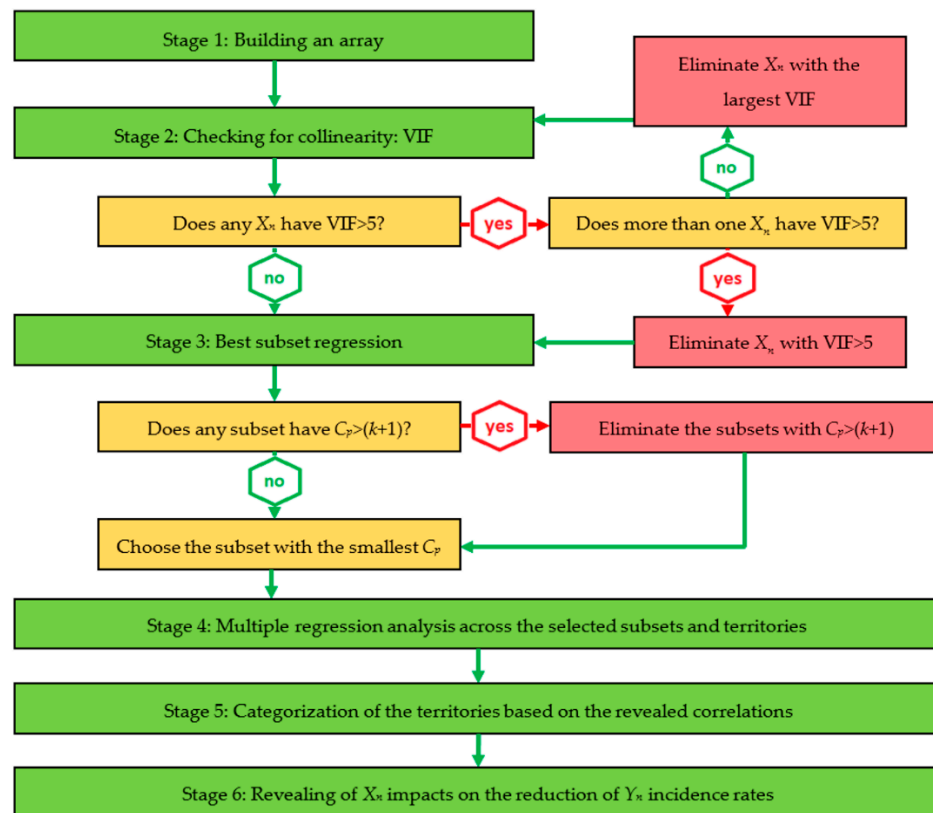 Stage 1: Building an array
Eliminate Xₙ with the
largest VIF
Stage 2: Checking for collinearity: VIF
no
Does any Xₙ have VIF>5?
yes
Does more than one Xₙ have VIF>5?
no
yes
Stage 3: Best subset regression
Eliminate Xₙ with VIF>5
Does any subset have Cₚ>(k+1)?
yes
Eliminate the subsets with Cₚ>(k+1)
no
Choose the subset with the smallest Cₚ
Stage 4: Multiple regression analysis across the selected subsets and territories
Stage 5: Categorization of the territories based on the revealed correlations
Stage 6: Revealing of Xₙ impacts on the reduction of Yₙ incidence rates